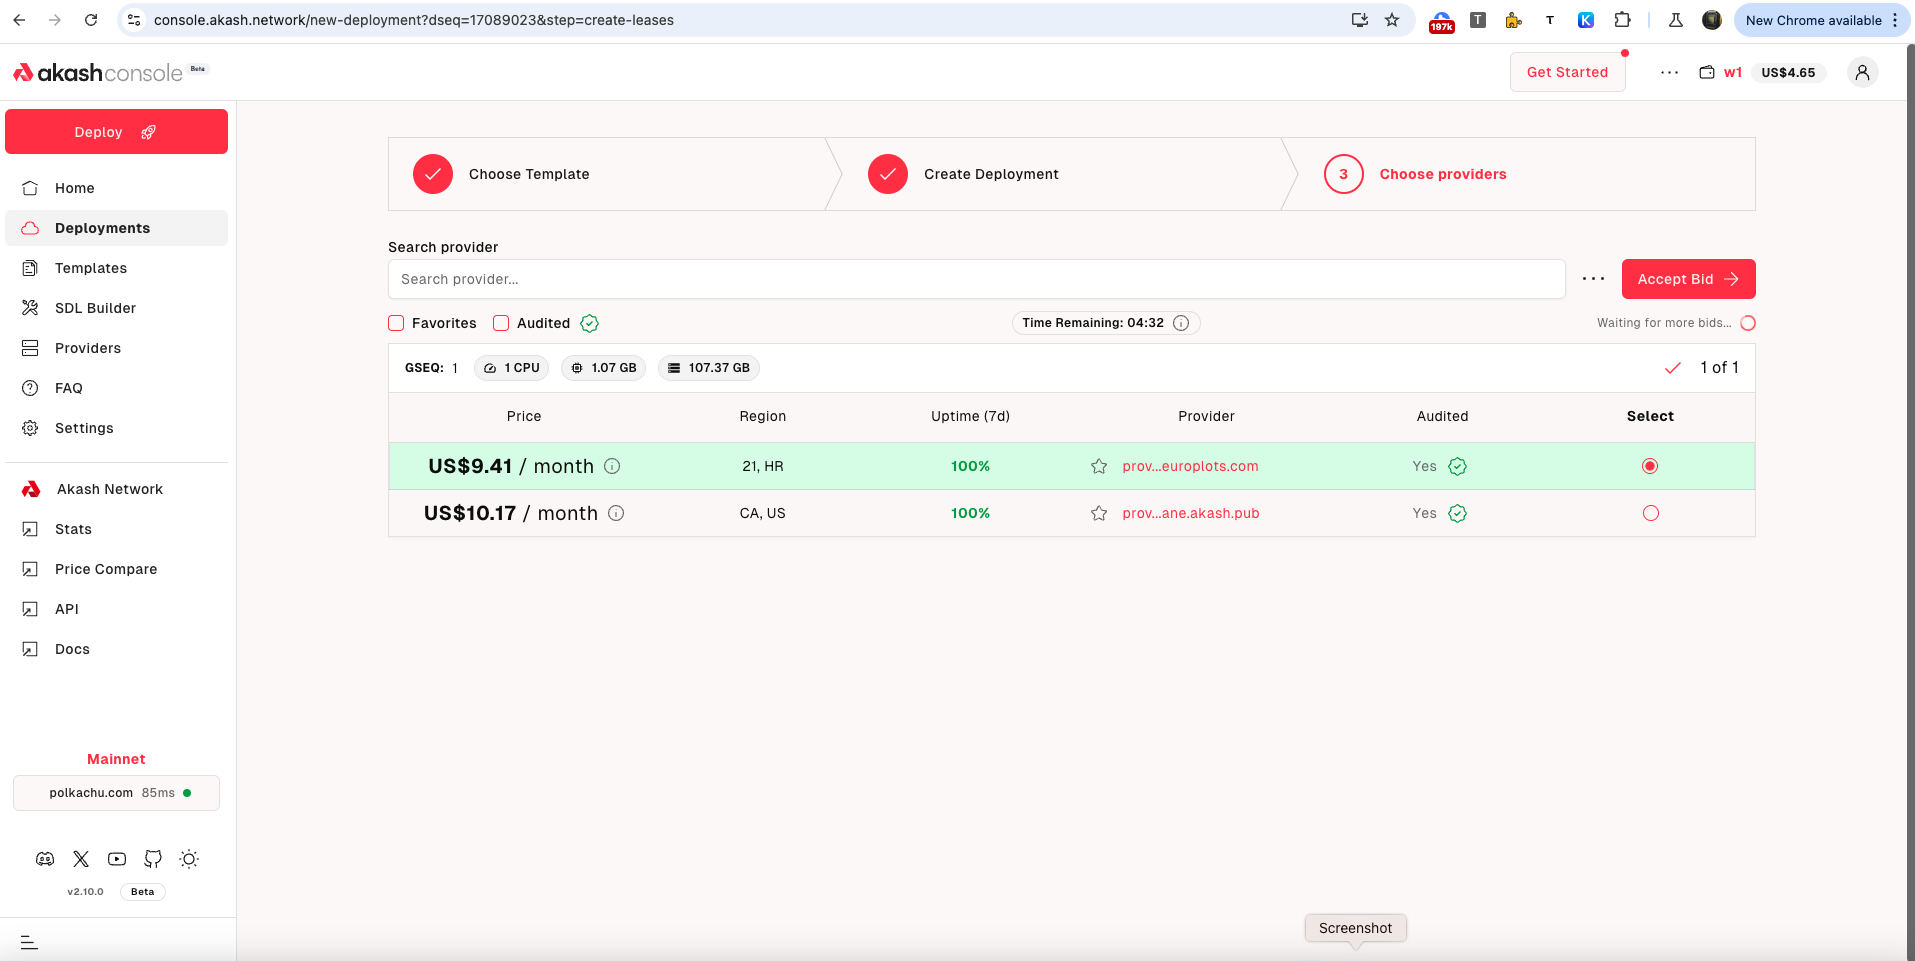 console.akash.network/new-deployment?dseq=17089023&step=create-leases
197k
T
T
K
New Chrome available
akashconsole Beta
Get Started
w1
US$4.65
Deploy
Home
Deployments
Templates
SDL Builder
Providers
FAQ
Settings
Akash Network
Stats
Price Compare
API
Docs
Mainnet
polkachu.com 85ms
v2.10.0 Beta
Choose Template
Create Deployment
3 Choose providers
Search provider
Search provider...
Accept Bid
Favorites
Audited
Time Remaining: 04:32
Waiting for more bids...
GSEQ: 1 1 CPU 1.07 GB 107.37 GB 1 of 1
Price Region Uptime (7d) Provider Audited Select
US$9.41 / month 21, HR 100% prov...europlots.com Yes
US$10.17 / month CA, US 100% prov...ane.akash.pub Yes
Screenshot